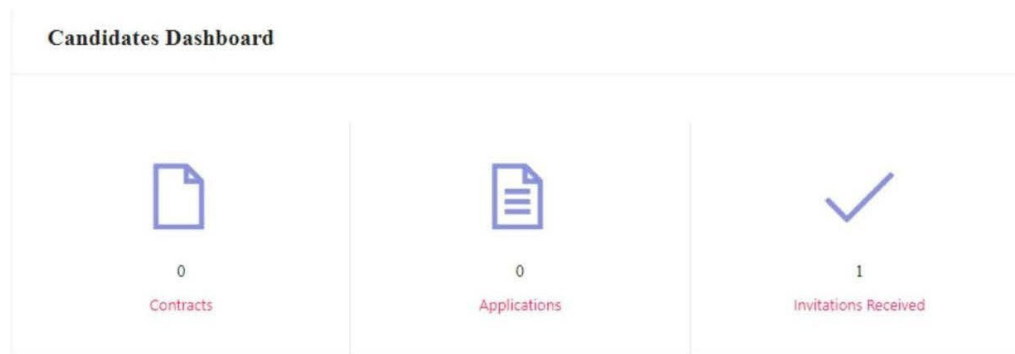 Candidates Dashboard
0
Contracts
0
Applications
1
Invitations Received